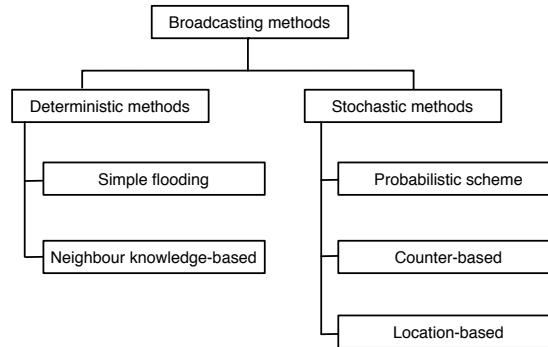 Broadcasting methods
Deterministic methods
Stochastic methods
Simple flooding
Probabilistic scheme
Neighbour knowledge-based
Counter-based
Location-based